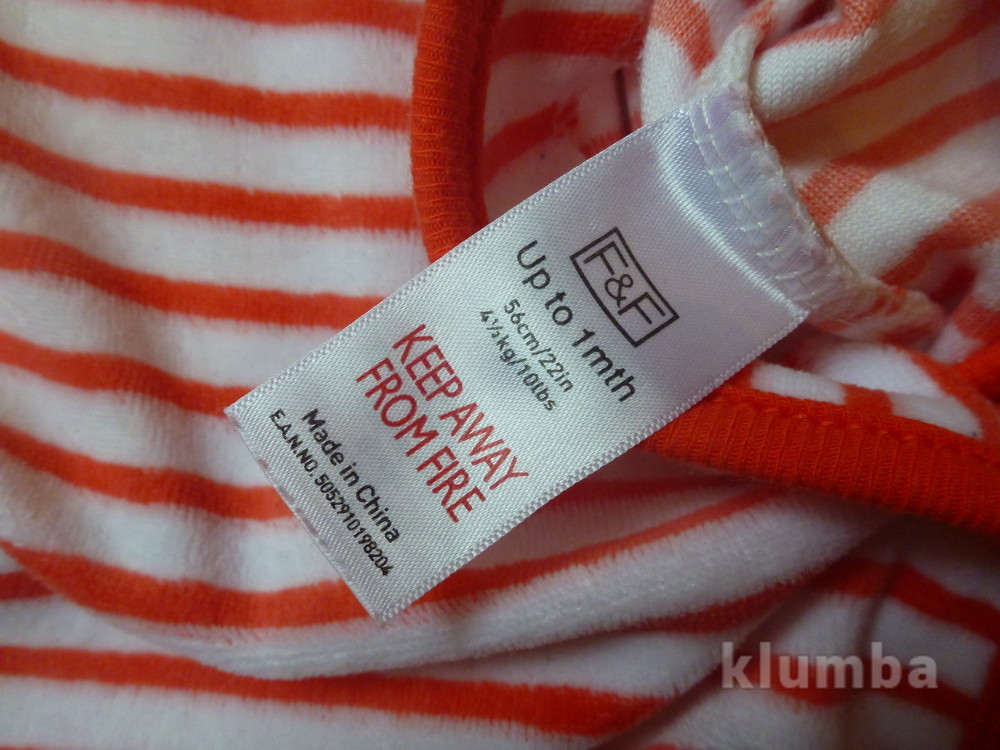 F&F
Up to 1mth
56cm/22in
4½kg/10lbs
KEEP AWAY
FROM FIRE
Made in China
E.A.N.NO. 5052910198204
klumba